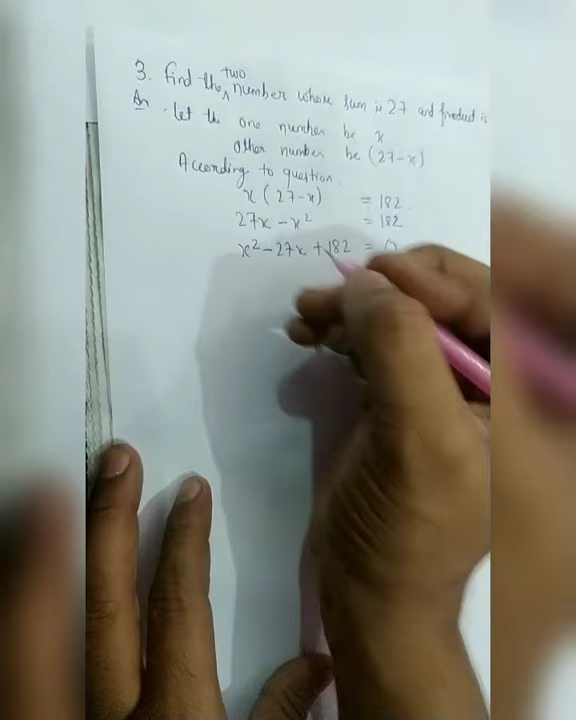 3. Find the two number whose sum is 27 and product is
An let the one number be x
other number be (27-x)
According to question
x(27-x) = 182
27x - x² = 182
x² - 27x + 182 = 0